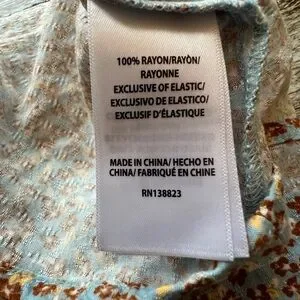 100% RAYON/RAYÒN/
RAYONNE
EXCLUSIVE OF ELASTIC/
EXCLUSIVO DE ELASTICO/
EXCLUSIF D'ÉLASTIQUE
MADE IN CHINA/ HECHO EN
CHINA/ FABRIQUÉ EN CHINE
RN138823